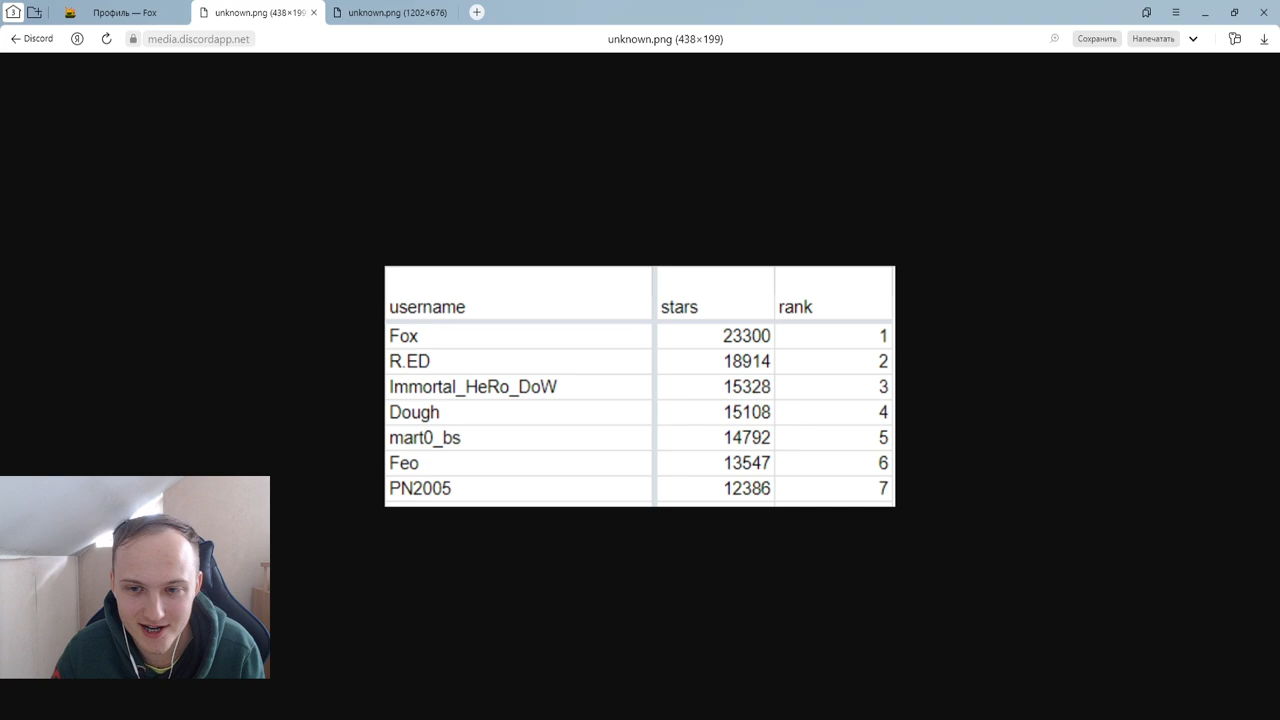 3
Профиль — Fox
unknown.png (438×199
unknown.png (1202×676)
Discord
media.discordapp.net
unknown.png (438×199)
Сохранить
Напечатать
username stars rank
Fox 23300 1
R.ED 18914 2
Immortal_HeRo_DoW 15328 3
Dough 15108 4
mart0_bs 14792 5
Feo 13547 6
PN2005 12386 7